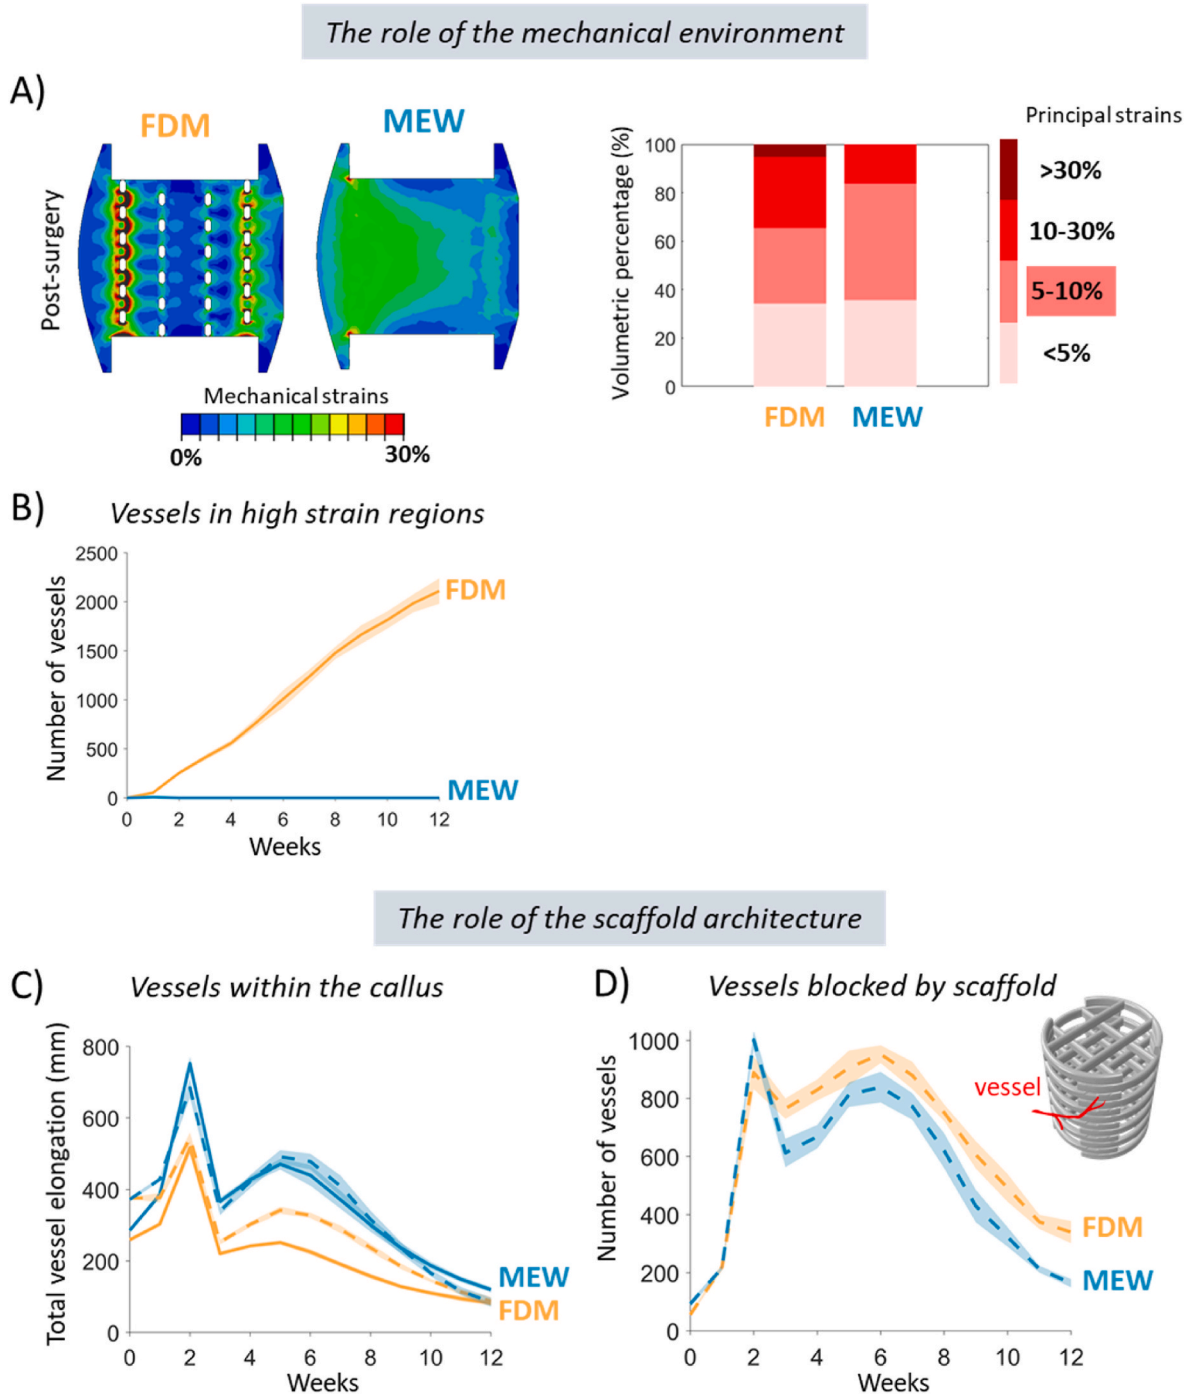 The role of the mechanical environment
A)
FDM
MEW
Post-surgery
Mechanical strains
0%
30%
Volumetric percentage (%)
100
80
60
40
20
0
FDM
MEW
Principal strains
>30%
10-30%
5-10%
<5%
B)
Vessels in high strain regions
Number of vessels
2500
2000
1500
1000
500
0
FDM
MEW
0 2 4 6 8 10 12
Weeks
The role of the scaffold architecture
C)
Vessels within the callus
Total vessel elongation (mm)
800
600
400
200
0
MEW
FDM
0 2 4 6 8 10 12
Weeks
D)
Vessels blocked by scaffold
Number of vessels
1000
800
600
400
200
0
vessel
FDM
MEW
0 2 4 6 8 10 12
Weeks